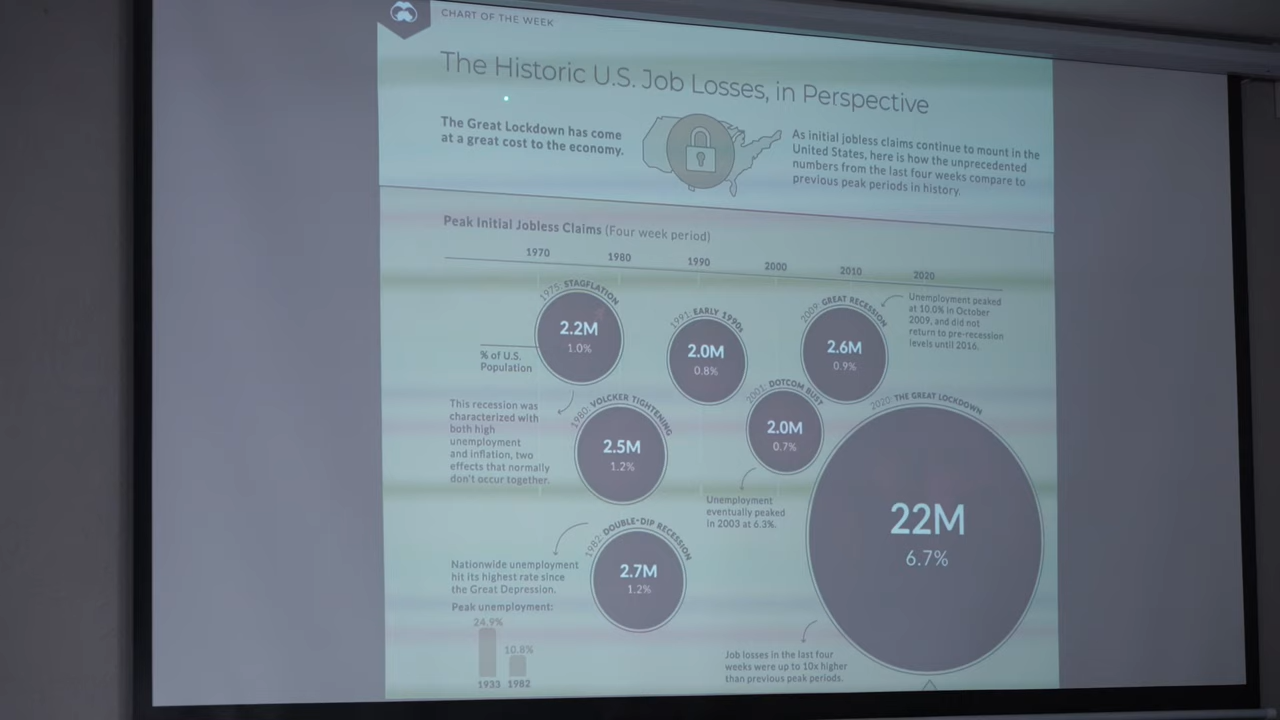 CHART OF THE WEEK
The Historic U.S. Job Losses, in Perspective
The Great Lockdown has come
at a great cost to the economy.
As initial jobless claims continue to mount in the
United States, here is how the unprecedented
numbers from the last four weeks compare to
previous peak periods in history.
Peak Initial Jobless Claims (Four week period)
1970
1980
1990
2000
2010
2020
1975: STAGFLATION
2.2M
1.0%
% of U.S.
Population
This recession was
characterized with
both high
unemployment
and inflation, two
effects that normally
don't occur together.
1980: VOLCKER TIGHTENING
2.5M
1.2%
1982: DOUBLE-DIP RECESSION
2.7M
1.2%
Nationwide unemployment
hit its highest rate since
the Great Depression.
Peak unemployment:
24.9%
10.8%
1933 1982
1991: EARLY 1990s
2.0M
0.8%
2001: DOTCOM BUST
2.0M
0.7%
Unemployment
eventually peaked
in 2003 at 6.3%.
2009: GREAT RECESSION
2.6M
0.9%
Unemployment peaked
at 10.0% in October
2009, and did not
return to pre-recession
levels until 2016.
2020: THE GREAT LOCKDOWN
22M
6.7%
Job losses in the last four
weeks were up to 10x higher
than previous peak periods.